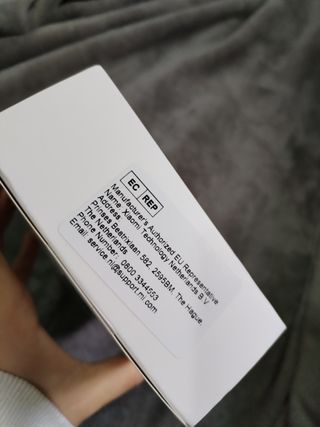 EC REP
Manufacturer's Authorized EU Representative
Name: Xiaomi Technology Netherlands B.V.
Address:
Prinses Beatrixlaan 582, 2595BM, The Hague,
The Netherlands
Phone Number: 0800 3344553
Email: service.nl@support.mi.com